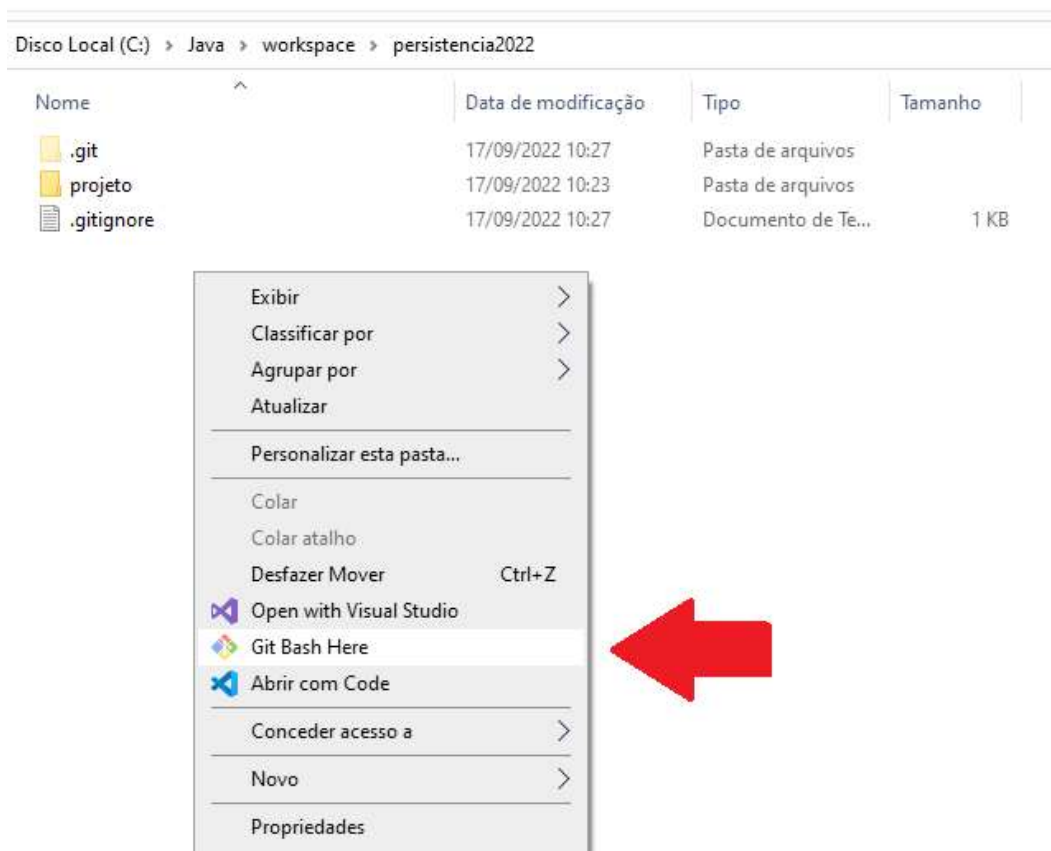 Disco Local (C:) > Java > workspace > persistencia2022
Nome Data de modificação Tipo Tamanho
.git 17/09/2022 10:27 Pasta de arquivos
projeto 17/09/2022 10:23 Pasta de arquivos
.gitignore 17/09/2022 10:27 Documento de Te... 1 KB
Exibir
Classificar por
Agrupar por
Atualizar
Personalizar esta pasta...
Colar
Colar atalho
Desfazer Mover Ctrl+Z
Open with Visual Studio
Git Bash Here
Abrir com Code
Conceder acesso a
Novo
Propriedades